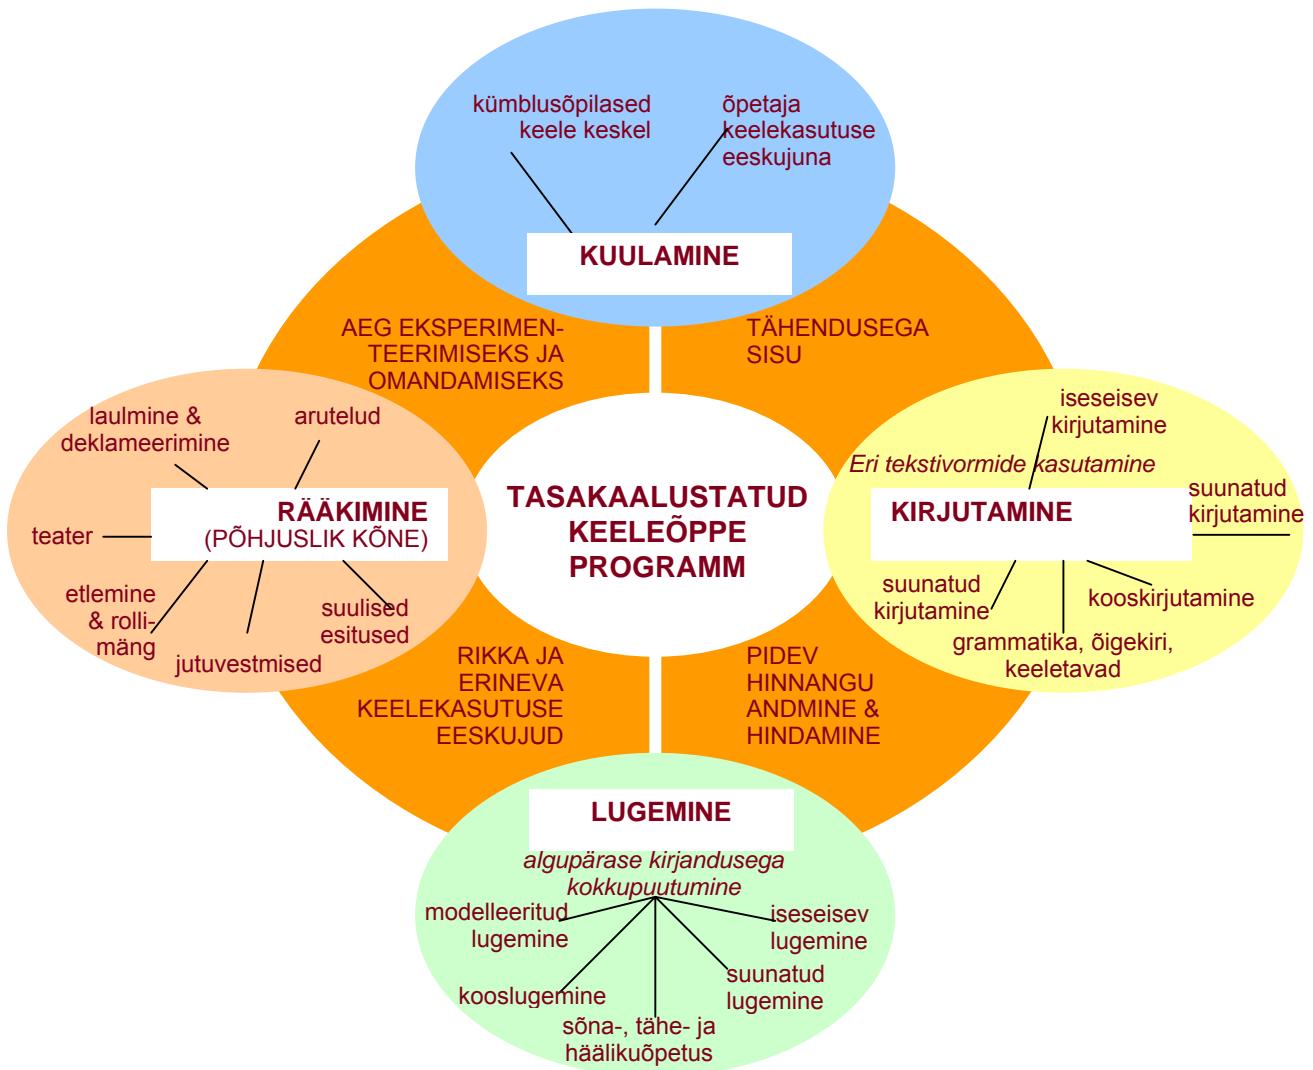 kümblusõpilased
keele keskel
õpetaja
keelekasutuse
eeskujuna
KUULAMINE
AEG EKSPERIMEN-
TEERIMISEKS JA
OMANDAMISEKS
TÄHENDUSEGA
SISU
laulmine &
deklameerimine
arutelud
RÄÄKIMINE
(PÕHJUSLIK KÕNE)
teater
etlemine
& rolli-
mäng
jutuvestmised
suulised
esitused
TASAKAALUSTATUD
KEELEÕPPE
PROGRAMM
iseseisev
kirjutamine
Eri tekstivormide kasutamine
KIRJUTAMINE
suunatud
kirjutamine
suunatud
kirjutamine
kooskirjutamine
grammatika, õigekiri,
keeletavad
RIKKA JA
ERINEVA
KEELEKASUTUSE
EESKUJUD
PIDEV
HINNANGU
ANDMINE &
HINDAMINE
LUGEMINE
algupärase kirjandusega
kokkupuutumine
modelleeritud
lugemine
iseseisev
lugemine
kooslugemine
suunatud
lugemine
sõna-, tähe- ja
häälikuõpetus